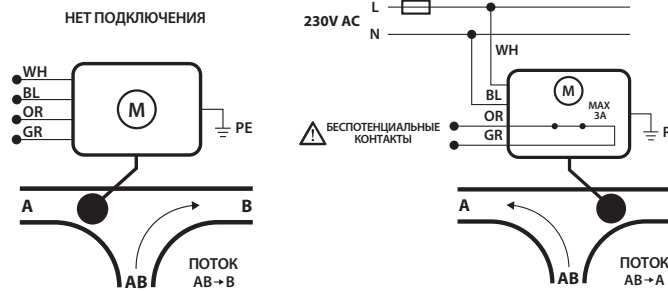 НЕТ ПОДКЛЮЧЕНИЯ
WH
BL
OR
GR
M
PE
A
B
AB
ПОТОК
AB→B
230V AC
L
N
WH
BL
OR
GR
M
MAX
3A
БЕСПОТЕНЦИАЛЬНЫЕ
КОНТАКТЫ
A
AB
ПОТОК
AB→A